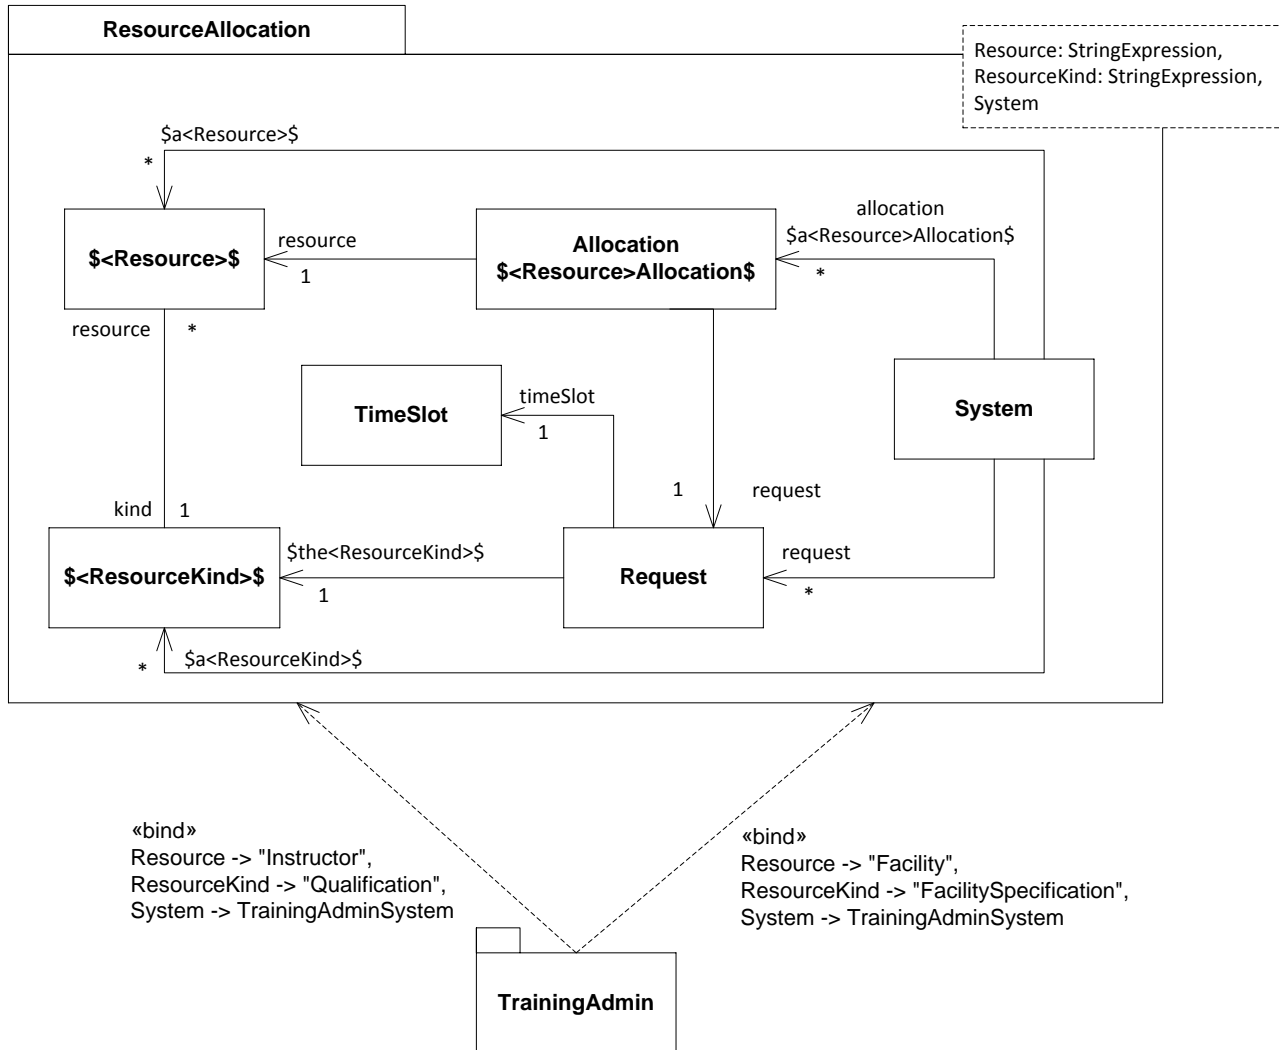 ResourceAllocation
Resource: StringExpression,
ResourceKind: StringExpression,
System
$a<Resource>$
*
$<Resource>$
resource
1
Allocation
$<Resource>Allocation$
allocation
$a<Resource>Allocation$
*
resource
*
TimeSlot
timeSlot
1
System
kind
1
1
request
$<ResourceKind>$
$the<ResourceKind>$
1
Request
request
*
*
$a<ResourceKind>$
«bind»
Resource -> "Instructor",
ResourceKind -> "Qualification",
System -> TrainingAdminSystem
«bind»
Resource -> "Facility",
ResourceKind -> "FacilitySpecification",
System -> TrainingAdminSystem
TrainingAdmin